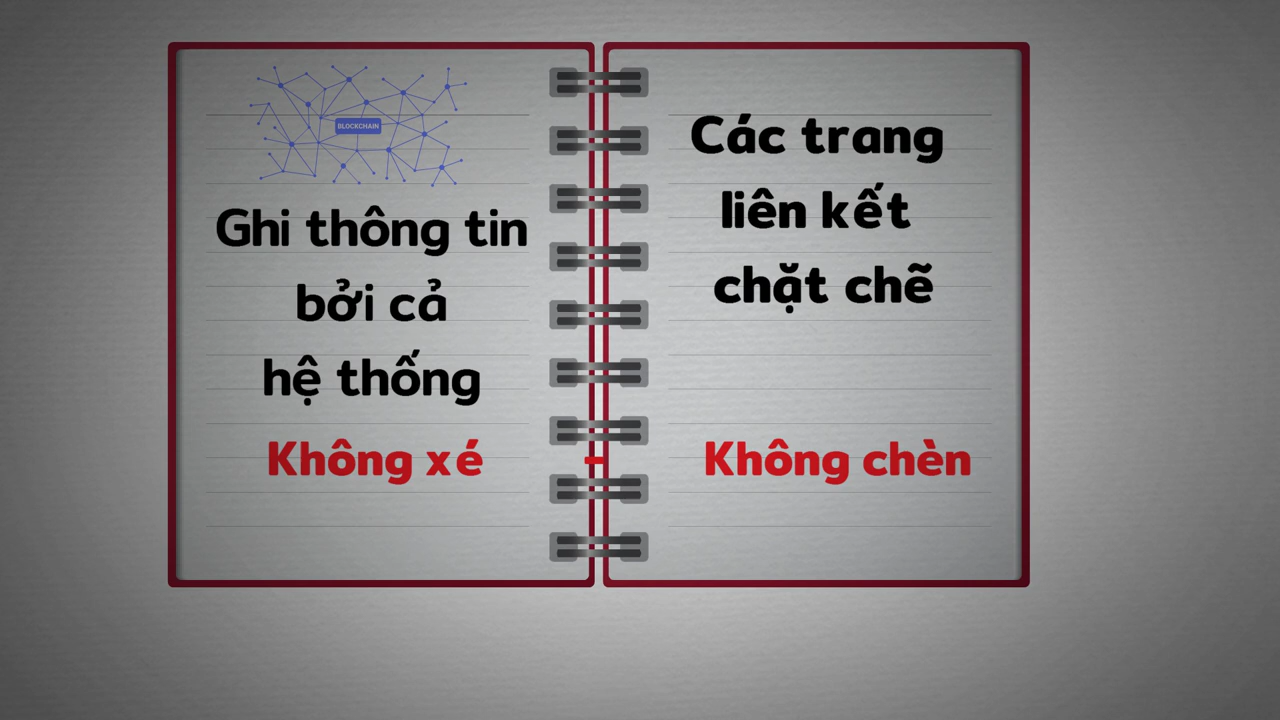 BLOCKCHAIN
Ghi thông tin
bởi cả
hệ thống
Không xé
-
Các trang
liên kết
chặt chẽ
Không chèn